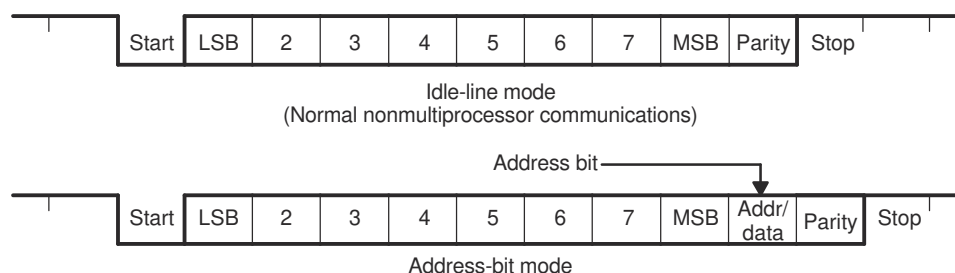 Start LSB 2 3 4 5 6 7 MSB Parity Stop
Idle-line mode
(Normal nonmultiprocessor communications)
Address bit
Start LSB 2 3 4 5 6 7 MSB Addr/ data Parity Stop
Address-bit mode